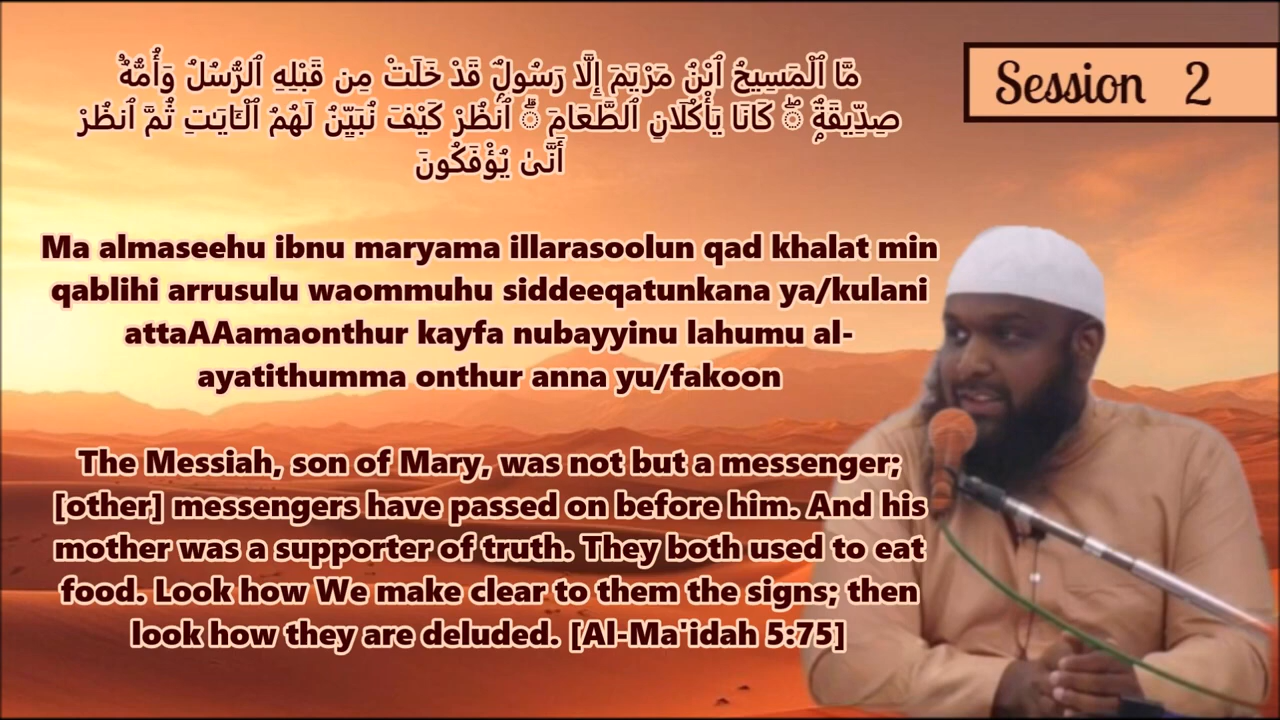 مَّا ٱلْمَسِيحُ ٱبْنُ مَرْيَمَ إِلَّا رَسُولٌۭ قَدْ خَلَتْ مِن قَبْلِهِ ٱلرُّسُلُ وَأُمُّهُۥ
صِدِّيقَةٌۭ ۖ كَانَا يَأْكُلَانِ ٱلطَّعَامَ ۗ ٱنظُرْ كَيْفَ نُبَيِّنُ لَهُمُ ٱلْـَٔايَـٰتِ ثُمَّ ٱنظُرْ
أَنَّىٰ يُؤْفَكُونَ
Session 2
Ma almaseehu ibnu maryama illarasoolun qad khalat min
qablihi arrusulu waommuhu siddeeqatunkana ya/kulani
attaAAamaonthur kayfa nubayyinu lahumu al-
ayatithumma onthur anna yu/fakoon
The Messiah, son of Mary, was not but a messenger;
[other] messengers have passed on before him. And his
mother was a supporter of truth. They both used to eat
food. Look how We make clear to them the signs; then
look how they are deluded. [Al-Ma'idah 5:75]